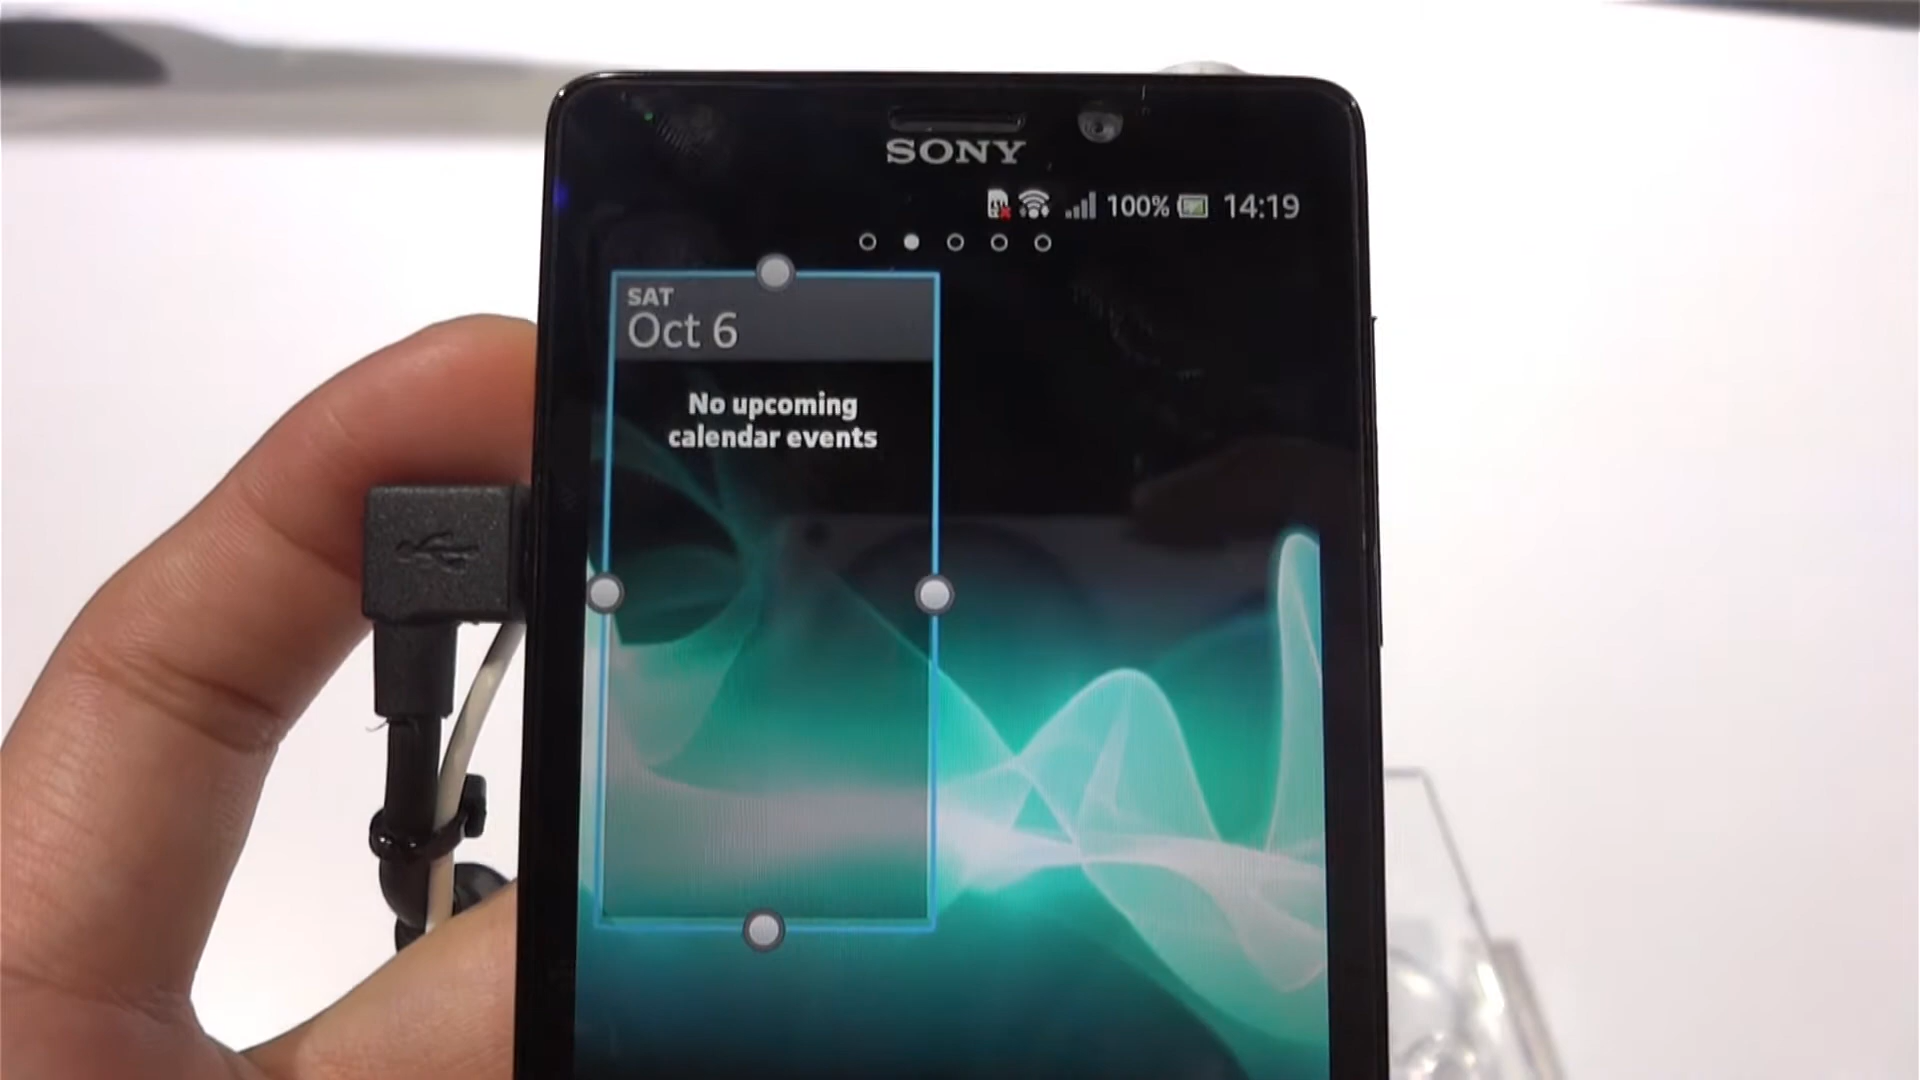 SONY
100% 14:19
SAT
Oct 6
No upcoming
calendar events